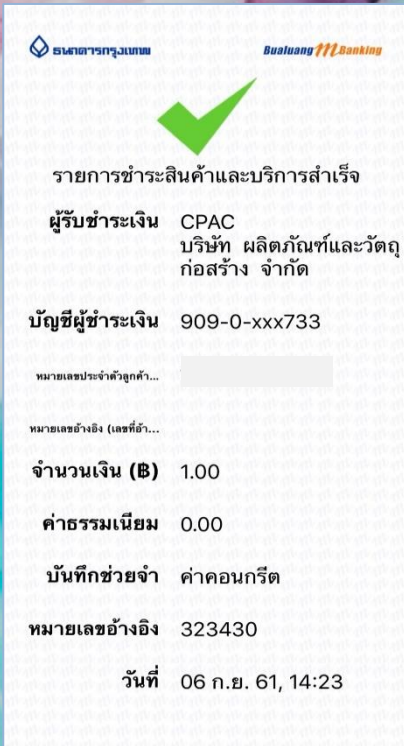 ธนาคารกรุงเทพ Bualuang mBanking
รายการชำระสินค้าและบริการสำเร็จ
ผู้รับชำระเงิน CPAC
บริษัท ผลิตภัณฑ์และวัตถุ
ก่อสร้าง จำกัด
บัญชีผู้ชำระเงิน 909-0-xxx733
หมายเลขประจำตัวลูกค้า...
หมายเลขอ้างอิง (เลขที่อ้า...
จำนวนเงิน (฿) 1.00
ค่าธรรมเนียม 0.00
บันทึกช่วยจำ ค่าคอนกรีต
หมายเลขอ้างอิง 323430
วันที่ 06 ก.ย. 61, 14:23